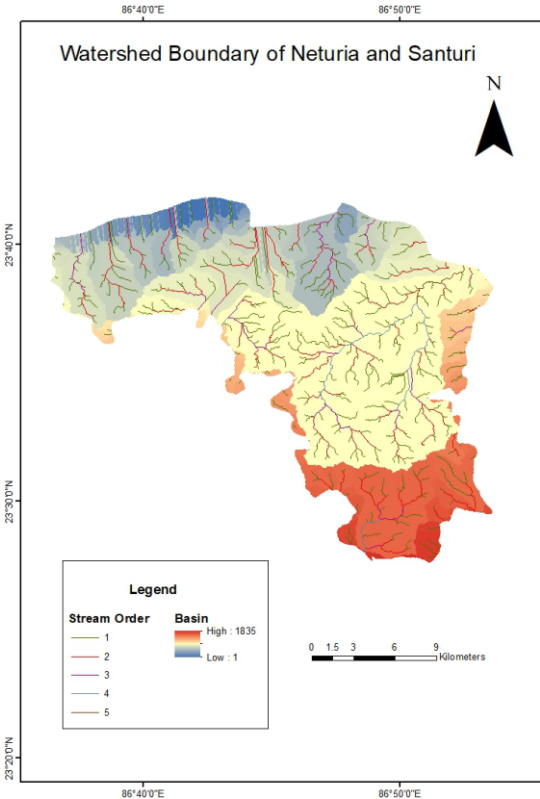 86°40'0"E 86°50'0"E
Watershed Boundary of Neturia and Santuri
N
23°40'0"N
23°30'0"N
23°20'0"N
Legend
Stream Order
1
2
3
4
5
Basin
High : 1835
Low : 1
0 1.5 3 6 9
Kilometers
86°40'0"E 86°50'0"E